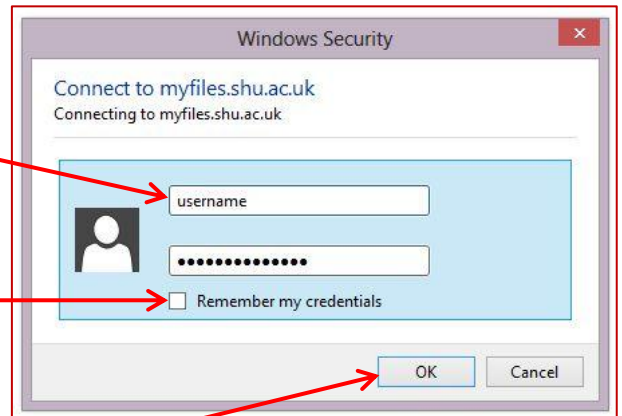 Windows Security
Connect to myfiles.shu.ac.uk
Connecting to myfiles.shu.ac.uk
username
••••••••••••••
Remember my credentials
OK Cancel